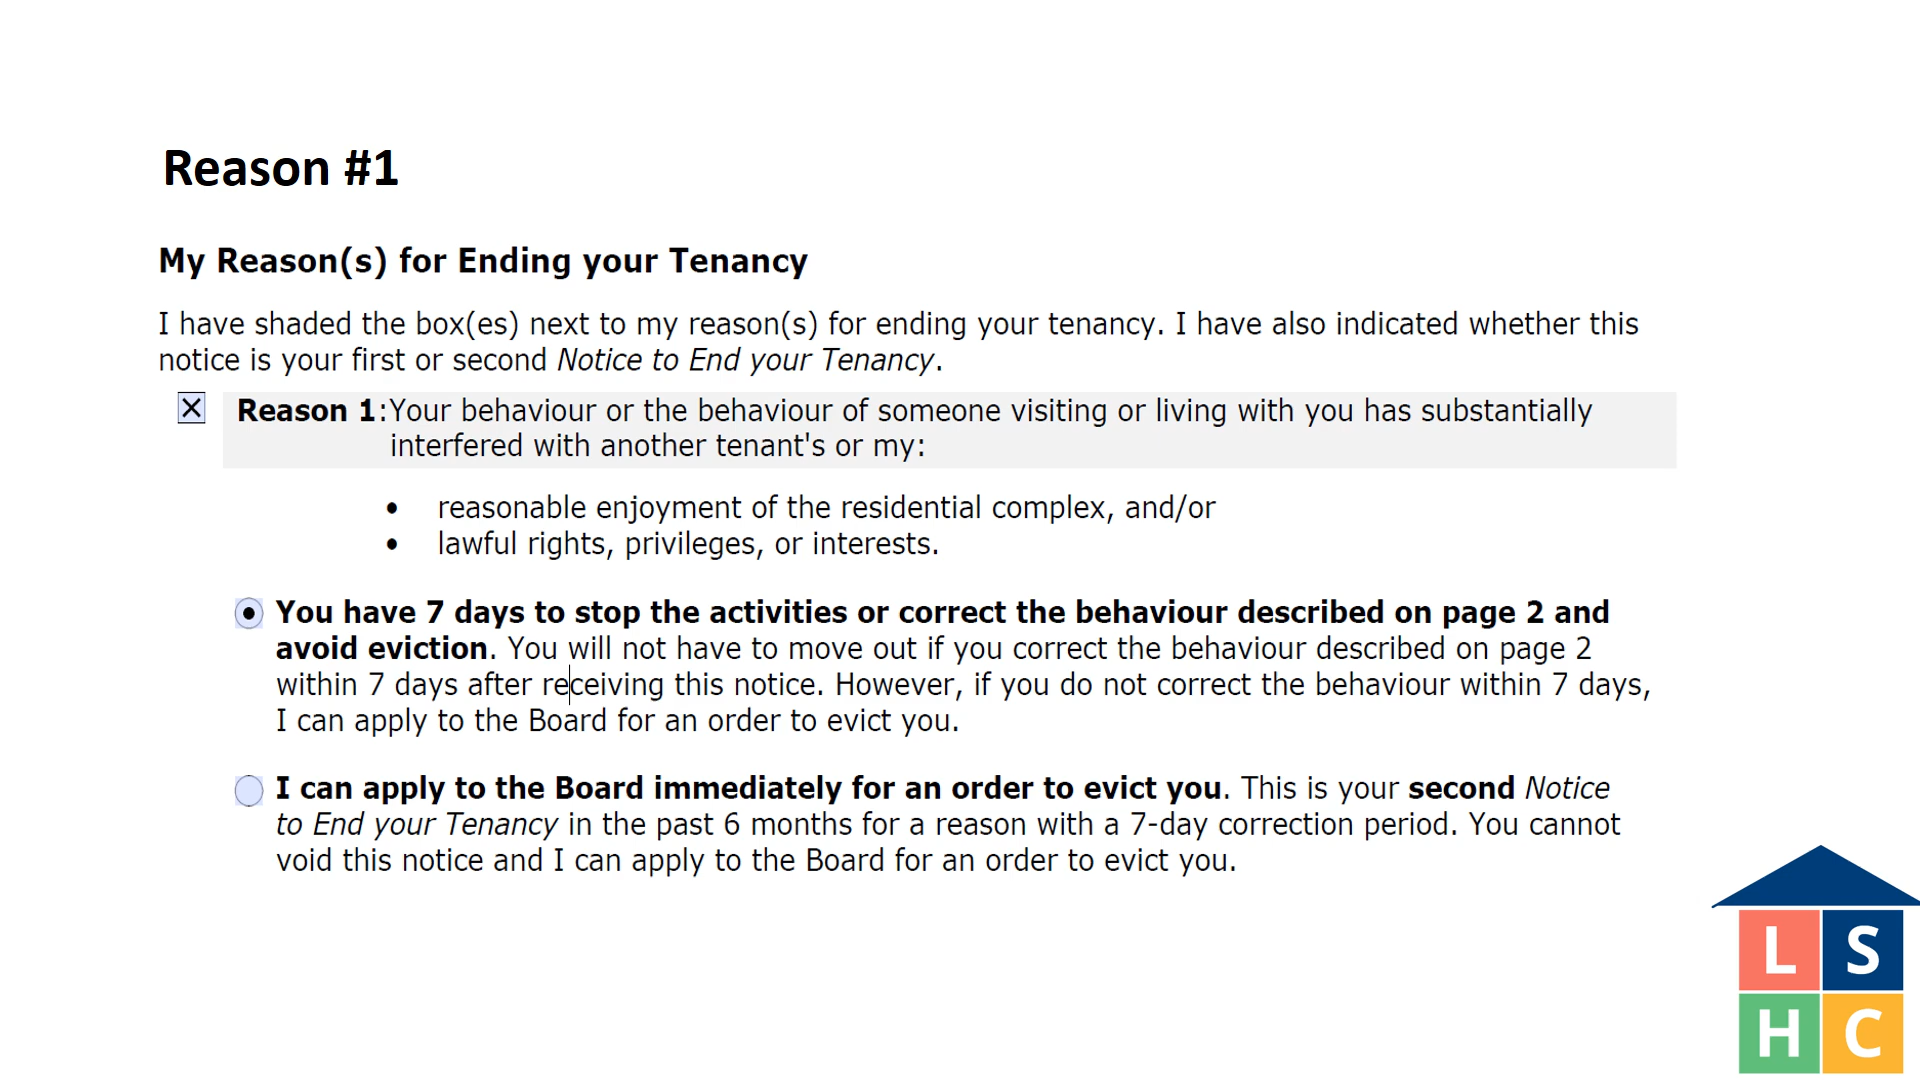 Reason #1
My Reason(s) for Ending your Tenancy
I have shaded the box(es) next to my reason(s) for ending your tenancy. I have also indicated whether this
notice is your first or second Notice to End your Tenancy.
Reason 1:Your behaviour or the behaviour of someone visiting or living with you has substantially
interfered with another tenant's or my:
• reasonable enjoyment of the residential complex, and/or
• lawful rights, privileges, or interests.
You have 7 days to stop the activities or correct the behaviour described on page 2 and
avoid eviction. You will not have to move out if you correct the behaviour described on page 2
within 7 days after receiving this notice. However, if you do not correct the behaviour within 7 days,
I can apply to the Board for an order to evict you.
I can apply to the Board immediately for an order to evict you. This is your second Notice
to End your Tenancy in the past 6 months for a reason with a 7-day correction period. You cannot
void this notice and I can apply to the Board for an order to evict you.
L S
H C